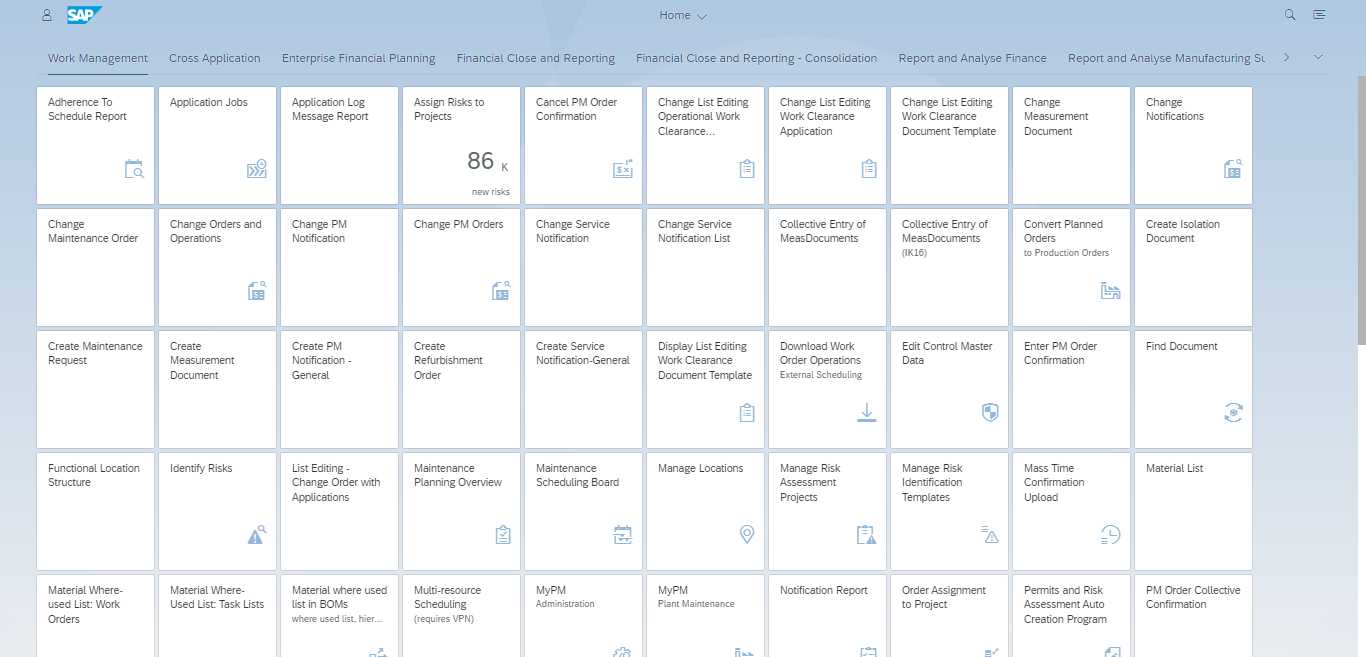 SAP
Home
Work Management
Cross Application
Enterprise Financial Planning
Financial Close and Reporting
Financial Close and Reporting - Consolidation
Report and Analyse Finance
Report and Analyse Manufacturing Su
Adherence To
Schedule Report
Application Jobs
Application Log
Message Report
Assign Risks to
Projects
86 K
new risks
Cancel PM Order
Confirmation
Change List Editing
Operational Work
Clearance...
Change List Editing
Work Clearance
Application
Change List Editing
Work Clearance
Document Template
Change
Measurement
Document
Change
Notifications
Change
Maintenance Order
Change Orders and
Operations
Change PM
Notification
Change PM Orders
Change Service
Notification
Change Service
Notification List
Collective Entry of
MeasDocuments
Collective Entry of
MeasDocuments
(IK16)
Convert Planned
Orders
to Production Orders
Create Isolation
Document
Create Maintenance
Request
Create
Measurement
Document
Create PM
Notification -
General
Create
Refurbishment
Order
Create Service
Notification-General
Display List Editing
Work Clearance
Document Template
Download Work
Order Operations
External Scheduling
Edit Control Master
Data
Enter PM Order
Confirmation
Find Document
Functional Location
Structure
Identify Risks
List Editing -
Change Order with
Applications
Maintenance
Planning Overview
Maintenance
Scheduling Board
Manage Locations
Manage Risk
Assessment
Projects
Manage Risk
Identification
Templates
Mass Time
Confirmation
Upload
Material List
Material Where-
used List: Work
Orders
Material Where-
Used List: Task Lists
Material where used
list in BOMs
where used list, hier...
Multi-resource
Scheduling
(requires VPN)
MyPM
Administration
MyPM
Plant Maintenance
Notification Report
Order Assignment
to Project
Permits and Risk
Assessment Auto
Creation Program
PM Order Collective
Confirmation